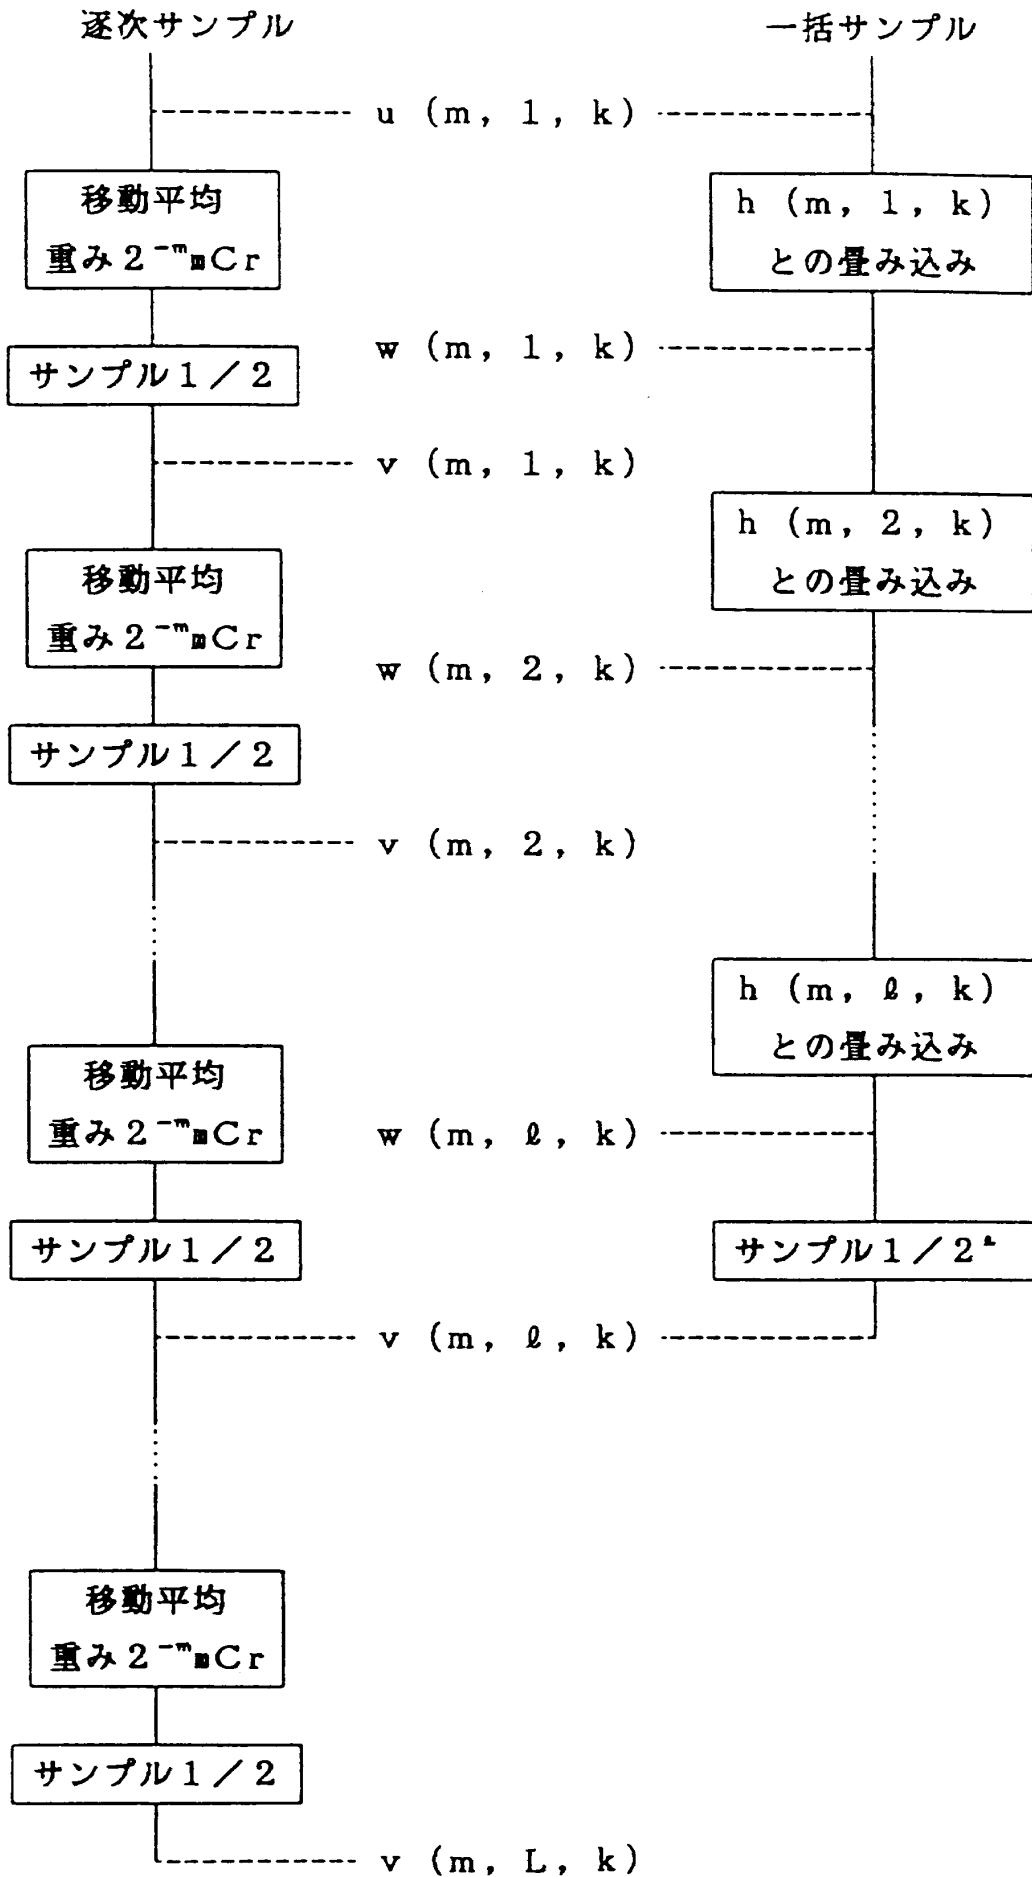 逐次サンプル
一括サンプル
u (m, 1, k)
移動平均
重み2⁻ᵐmCr
h (m, 1, k)
との畳み込み
w (m, 1, k)
サンプル1/2
v (m, 1, k)
h (m, 2, k)
との畳み込み
移動平均
重み2⁻ᵐmCr
w (m, 2, k)
サンプル1/2
v (m, 2, k)
h (m, ℓ, k)
との畳み込み
移動平均
重み2⁻ᵐmCr
w (m, ℓ, k)
サンプル1/2
サンプル1/2^ℓ
v (m, ℓ, k)
移動平均
重み2⁻ᵐmCr
サンプル1/2
v (m, L, k)